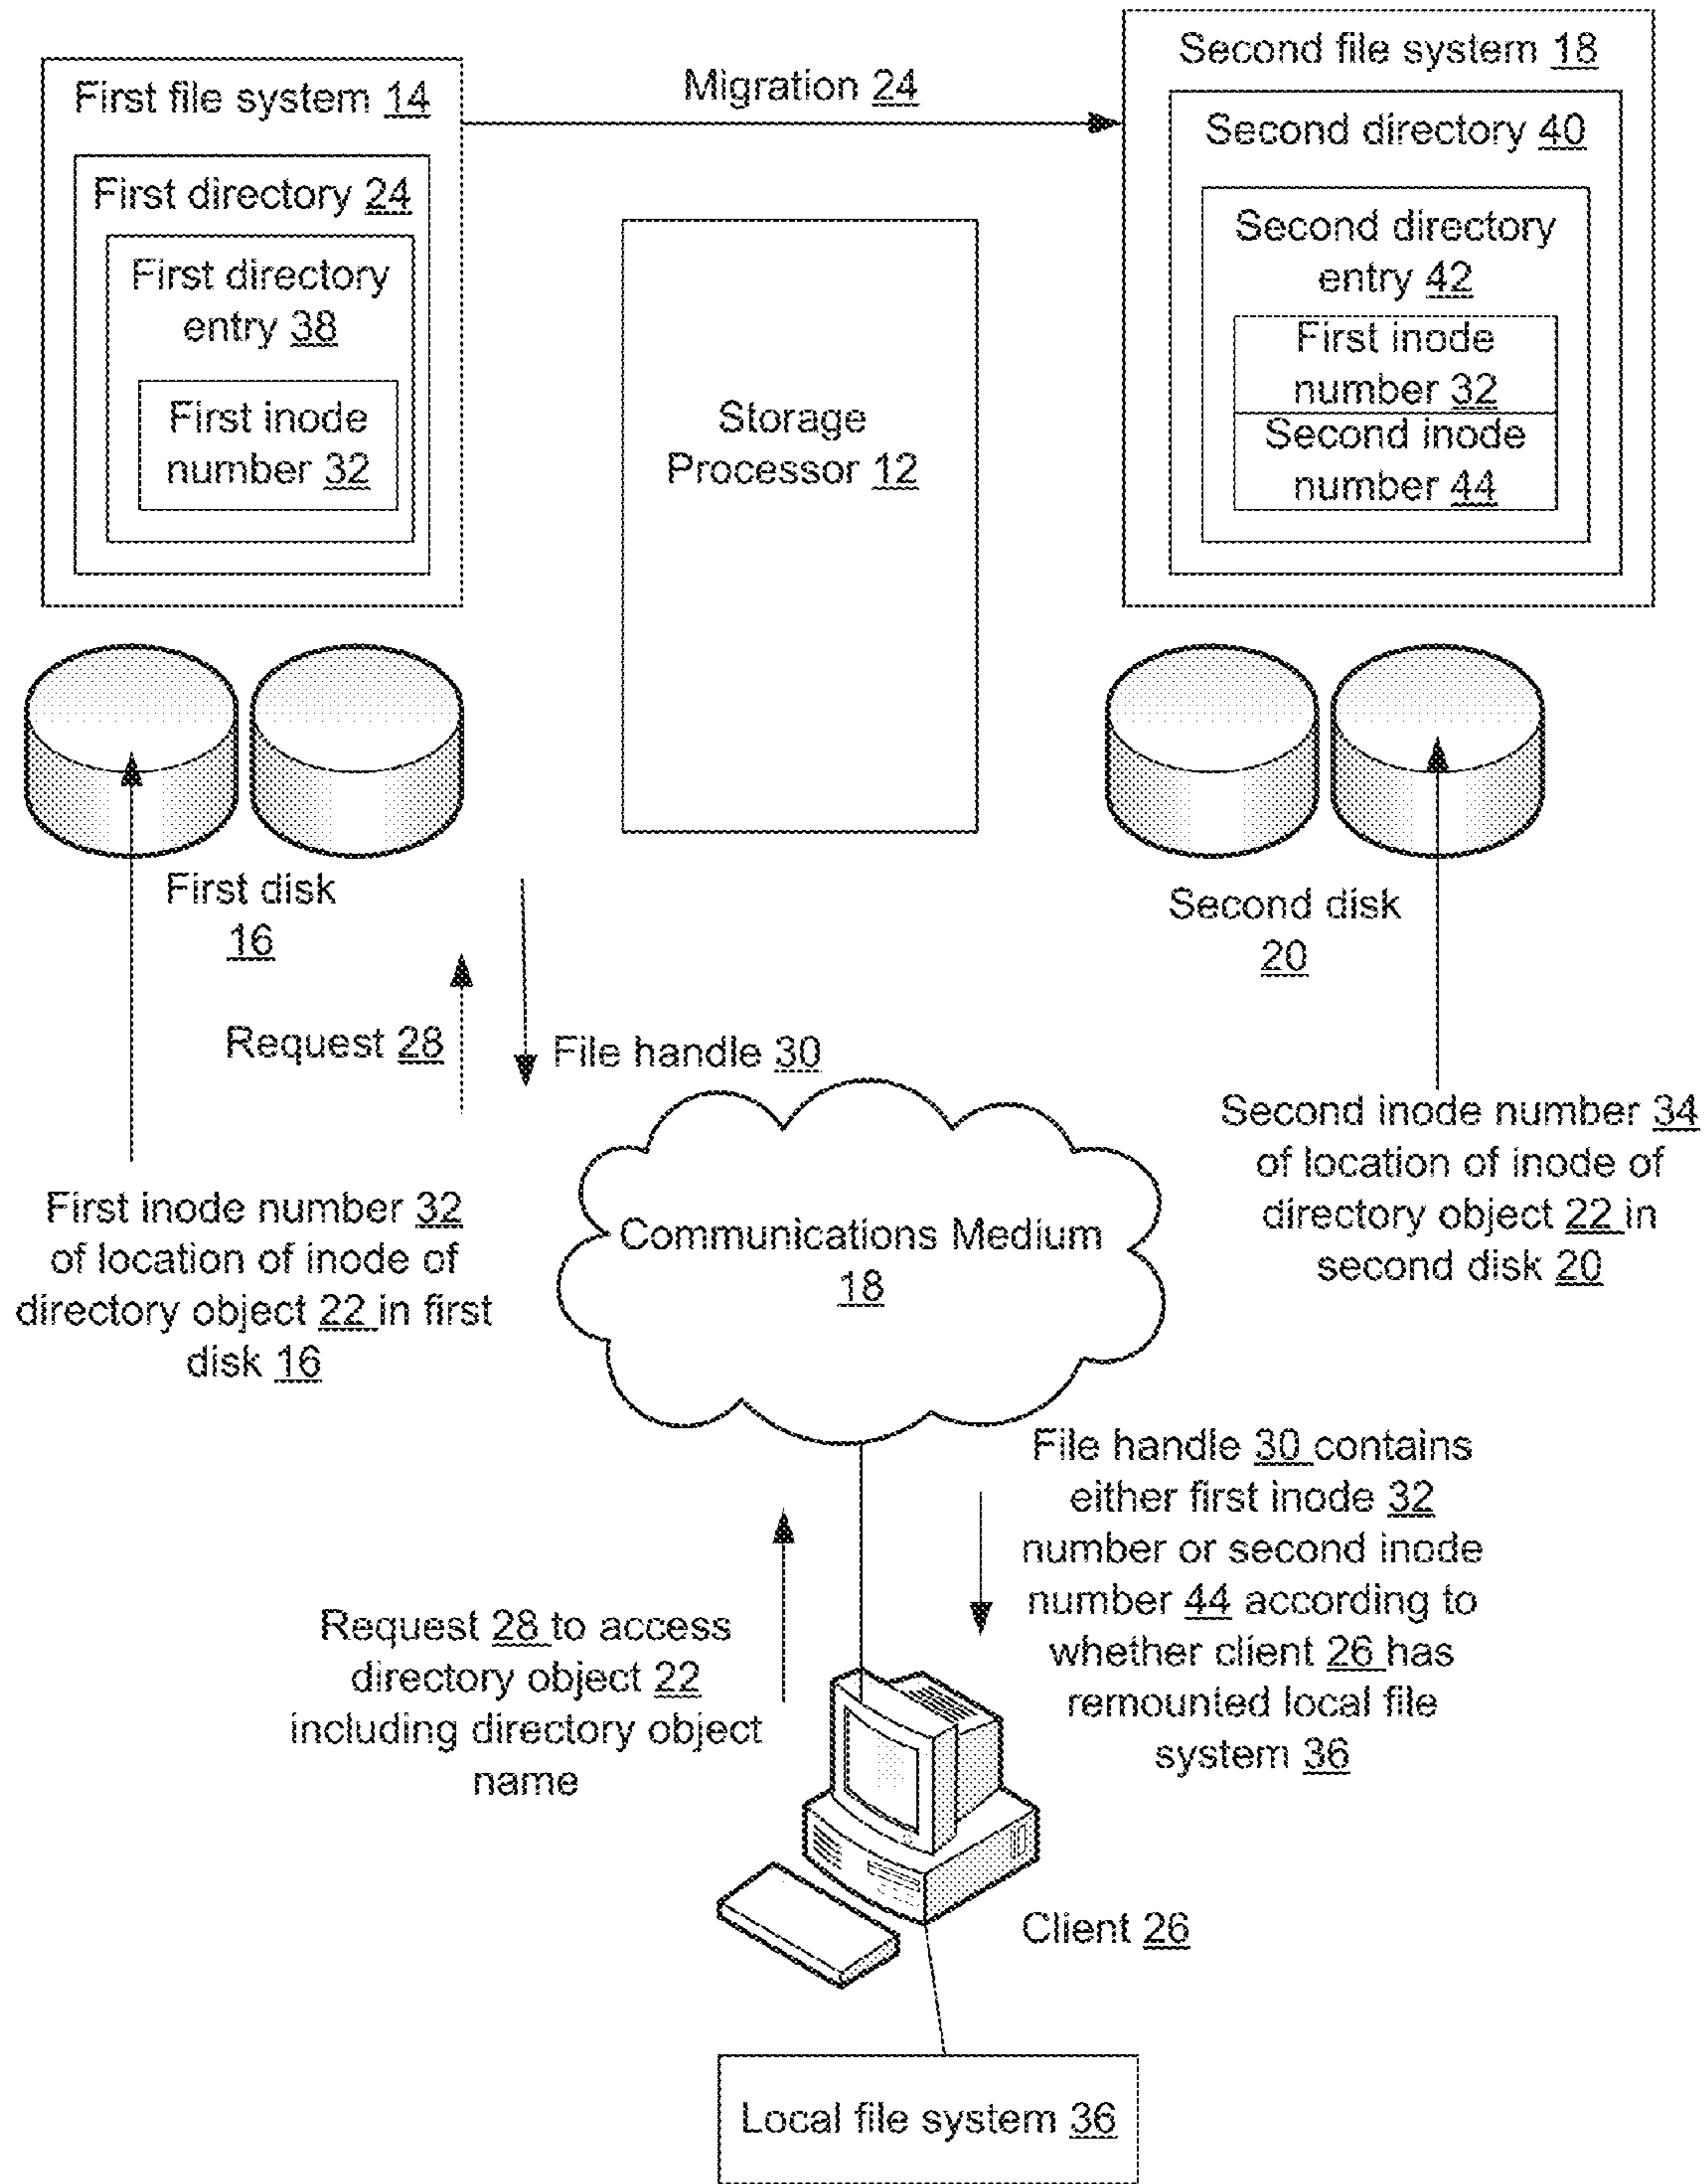 First file system 14
First directory 24
First directory
entry 38
First inode
number 32
Migration 24
Second file system 18
Second directory 40
Second directory
entry 42
First inode
number 32
Second inode
number 44
Storage
Processor 12
First disk
16
Second disk
20
Request 28
File handle 30
First inode number 32
of location of inode of
directory object 22 in first
disk 16
Communications Medium
18
Second inode number 34
of location of inode of
directory object 22 in
second disk 20
Request 28 to access
directory object 22
including directory object
name
File handle 30 contains
either first inode 32
number or second inode
number 44 according to
whether client 26 has
remounted local file
system 36
Client 26
Local file system 36